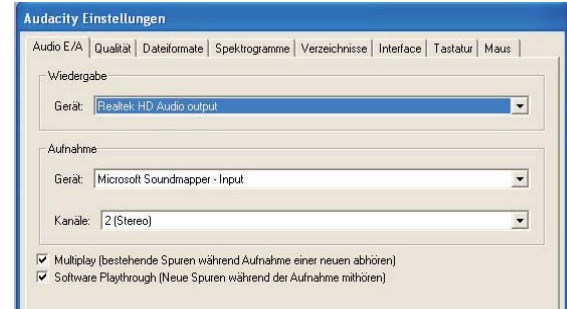 Audacity Einstellungen
Audio E/A Qualität Dateiformate Spektrogramme Verzeichnisse Interface Tastatur Maus
Wiedergabe
Gerät: Realtek HD Audio output
Aufnahme
Gerät: Microsoft Soundmapper - Input
Kanäle: 2 (Stereo)
Multiplay (bestehende Spuren während Aufnahme einer neuen abhören)
Software Playthrough (Neue Spuren während der Aufnahme mithören)